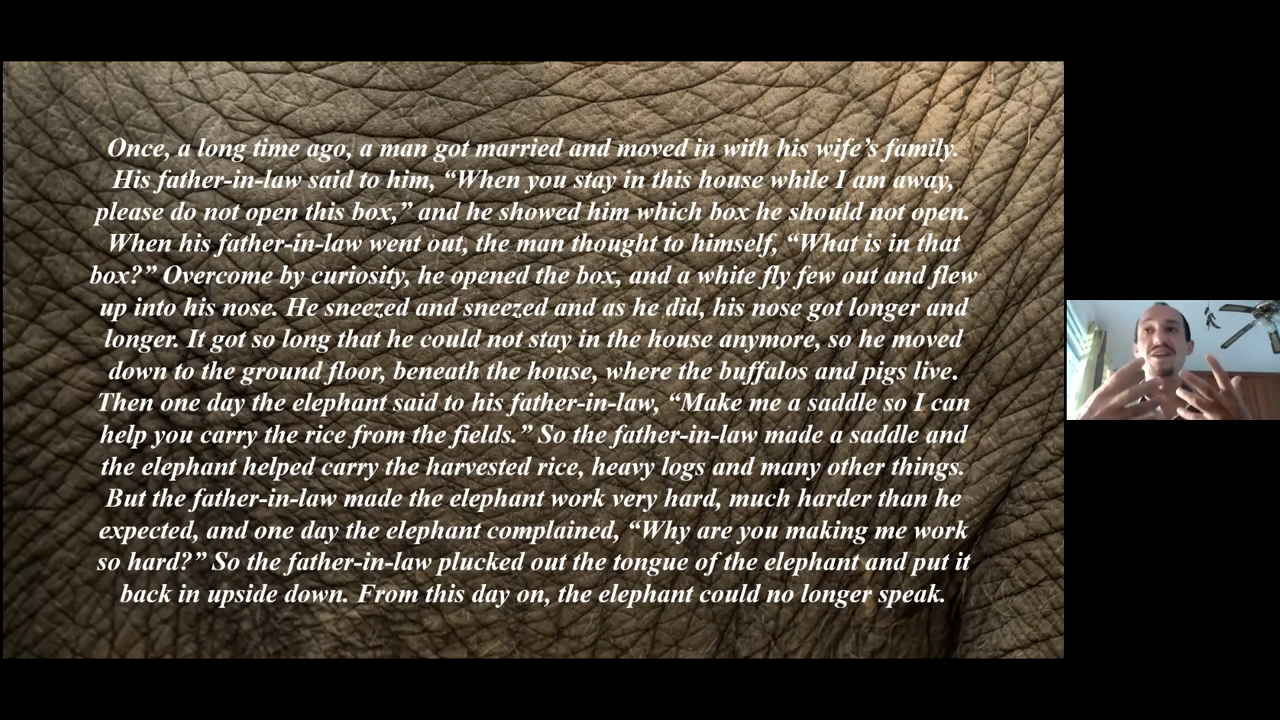 Once, a long time ago, a man got married and moved in with his wife’s family.
His father-in-law said to him, “When you stay in this house while I am away,
please do not open this box,” and he showed him which box he should not open.
When his father-in-law went out, the man thought to himself, “What is in that
box?” Overcome by curiosity, he opened the box, and a white fly few out and flew
up into his nose. He sneezed and sneezed and as he did, his nose got longer and
longer. It got so long that he could not stay in the house anymore, so he moved
down to the ground floor, beneath the house, where the buffalos and pigs live.
Then one day the elephant said to his father-in-law, “Make me a saddle so I can
help you carry the rice from the fields.” So the father-in-law made a saddle and
the elephant helped carry the harvested rice, heavy logs and many other things.
But the father-in-law made the elephant work very hard, much harder than he
expected, and one day the elephant complained, “Why are you making me work
so hard?” So the father-in-law plucked out the tongue of the elephant and put it
back in upside down. From this day on, the elephant could no longer speak.